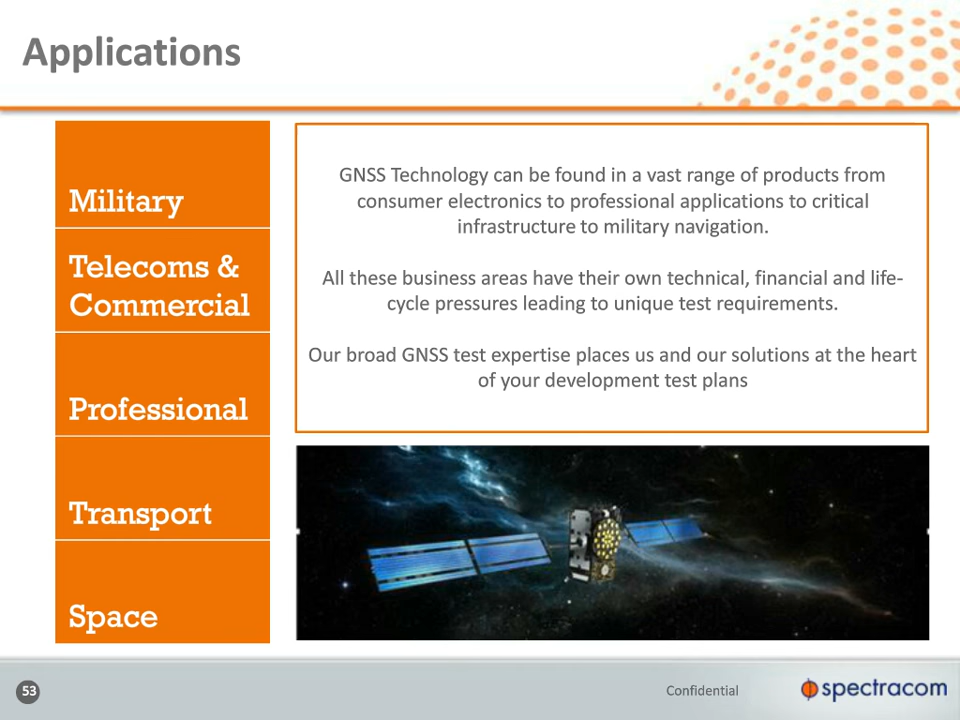 Applications
Military
Telecoms &
Commercial
Professional
Transport
Space
GNSS Technology can be found in a vast range of products from
consumer electronics to professional applications to critical
infrastructure to military navigation.
All these business areas have their own technical, financial and life-
cycle pressures leading to unique test requirements.
Our broad GNSS test expertise places us and our solutions at the heart
of your development test plans
53
Confidential
spectracom